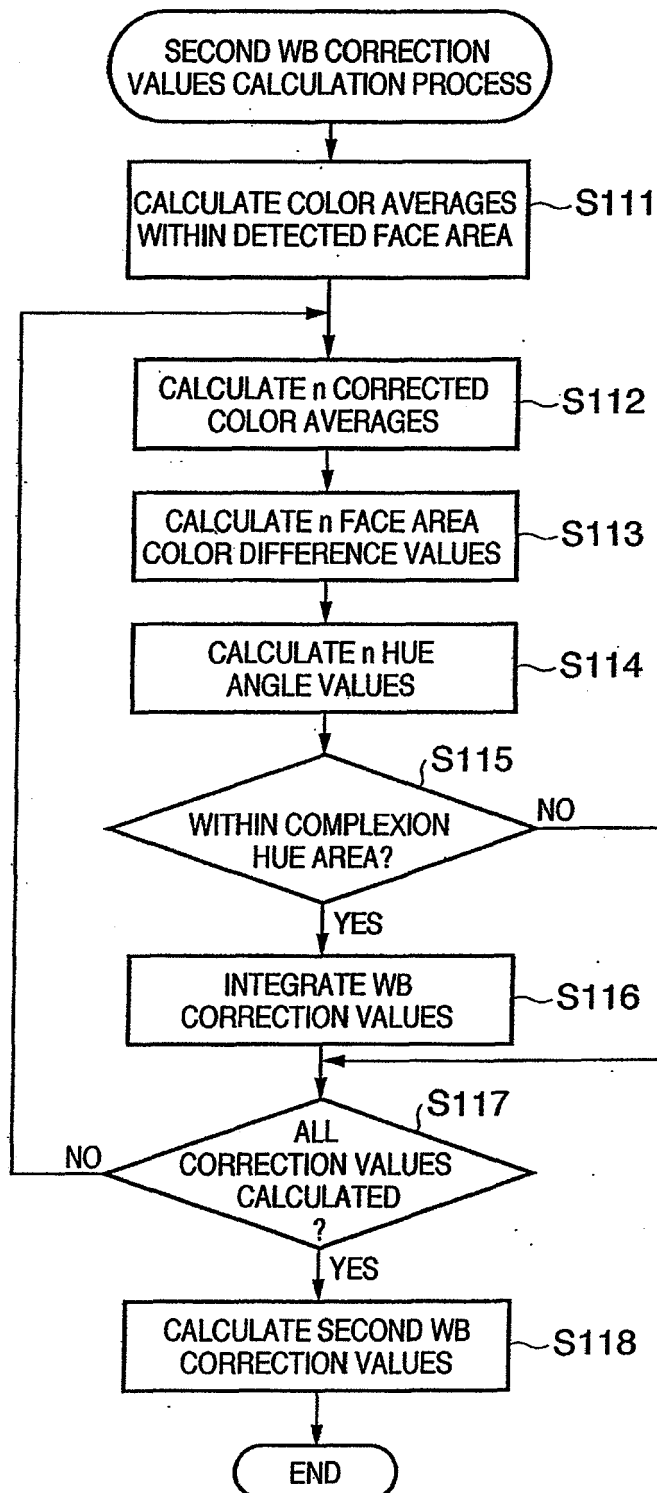 SECOND WB CORRECTION
VALUES CALCULATION PROCESS
CALCULATE COLOR AVERAGES
WITHIN DETECTED FACE AREA
S111
CALCULATE n CORRECTED
COLOR AVERAGES
S112
CALCULATE n FACE AREA
COLOR DIFFERENCE VALUES
S113
CALCULATE n HUE
ANGLE VALUES
S114
S115
WITHIN COMPLEXION
HUE AREA?
NO
YES
INTEGRATE WB
CORRECTION VALUES
S116
S117
ALL
CORRECTION VALUES
CALCULATED
?
NO
YES
CALCULATE SECOND WB
CORRECTION VALUES
S118
END